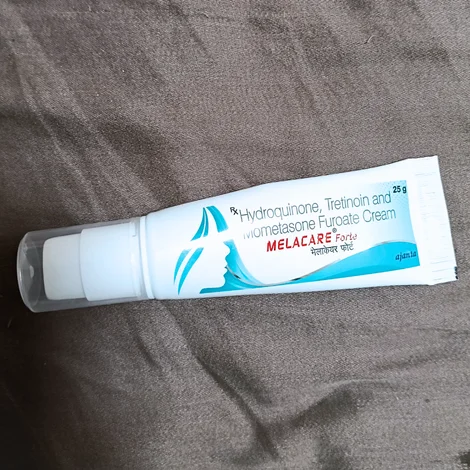 ℞ Hydroquinone, Tretinoin and
Mometasone Furoate Cream
25 g
MELACARE® Forte
मेलाकेयर फोर्ट
ajanta